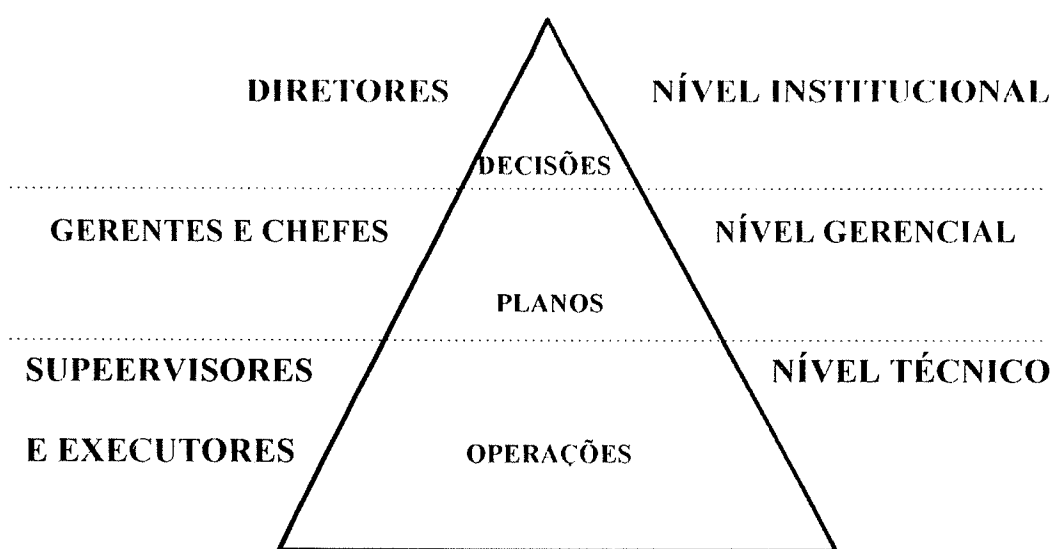 DIRETORES
NÍVEL INSTITUCIONAL
DECISÕES
GERENTES E CHEFES
NÍVEL GERENCIAL
PLANOS
SUPEERVISORES
NÍVEL TÉCNICO
E EXECUTORES
OPERAÇÕES